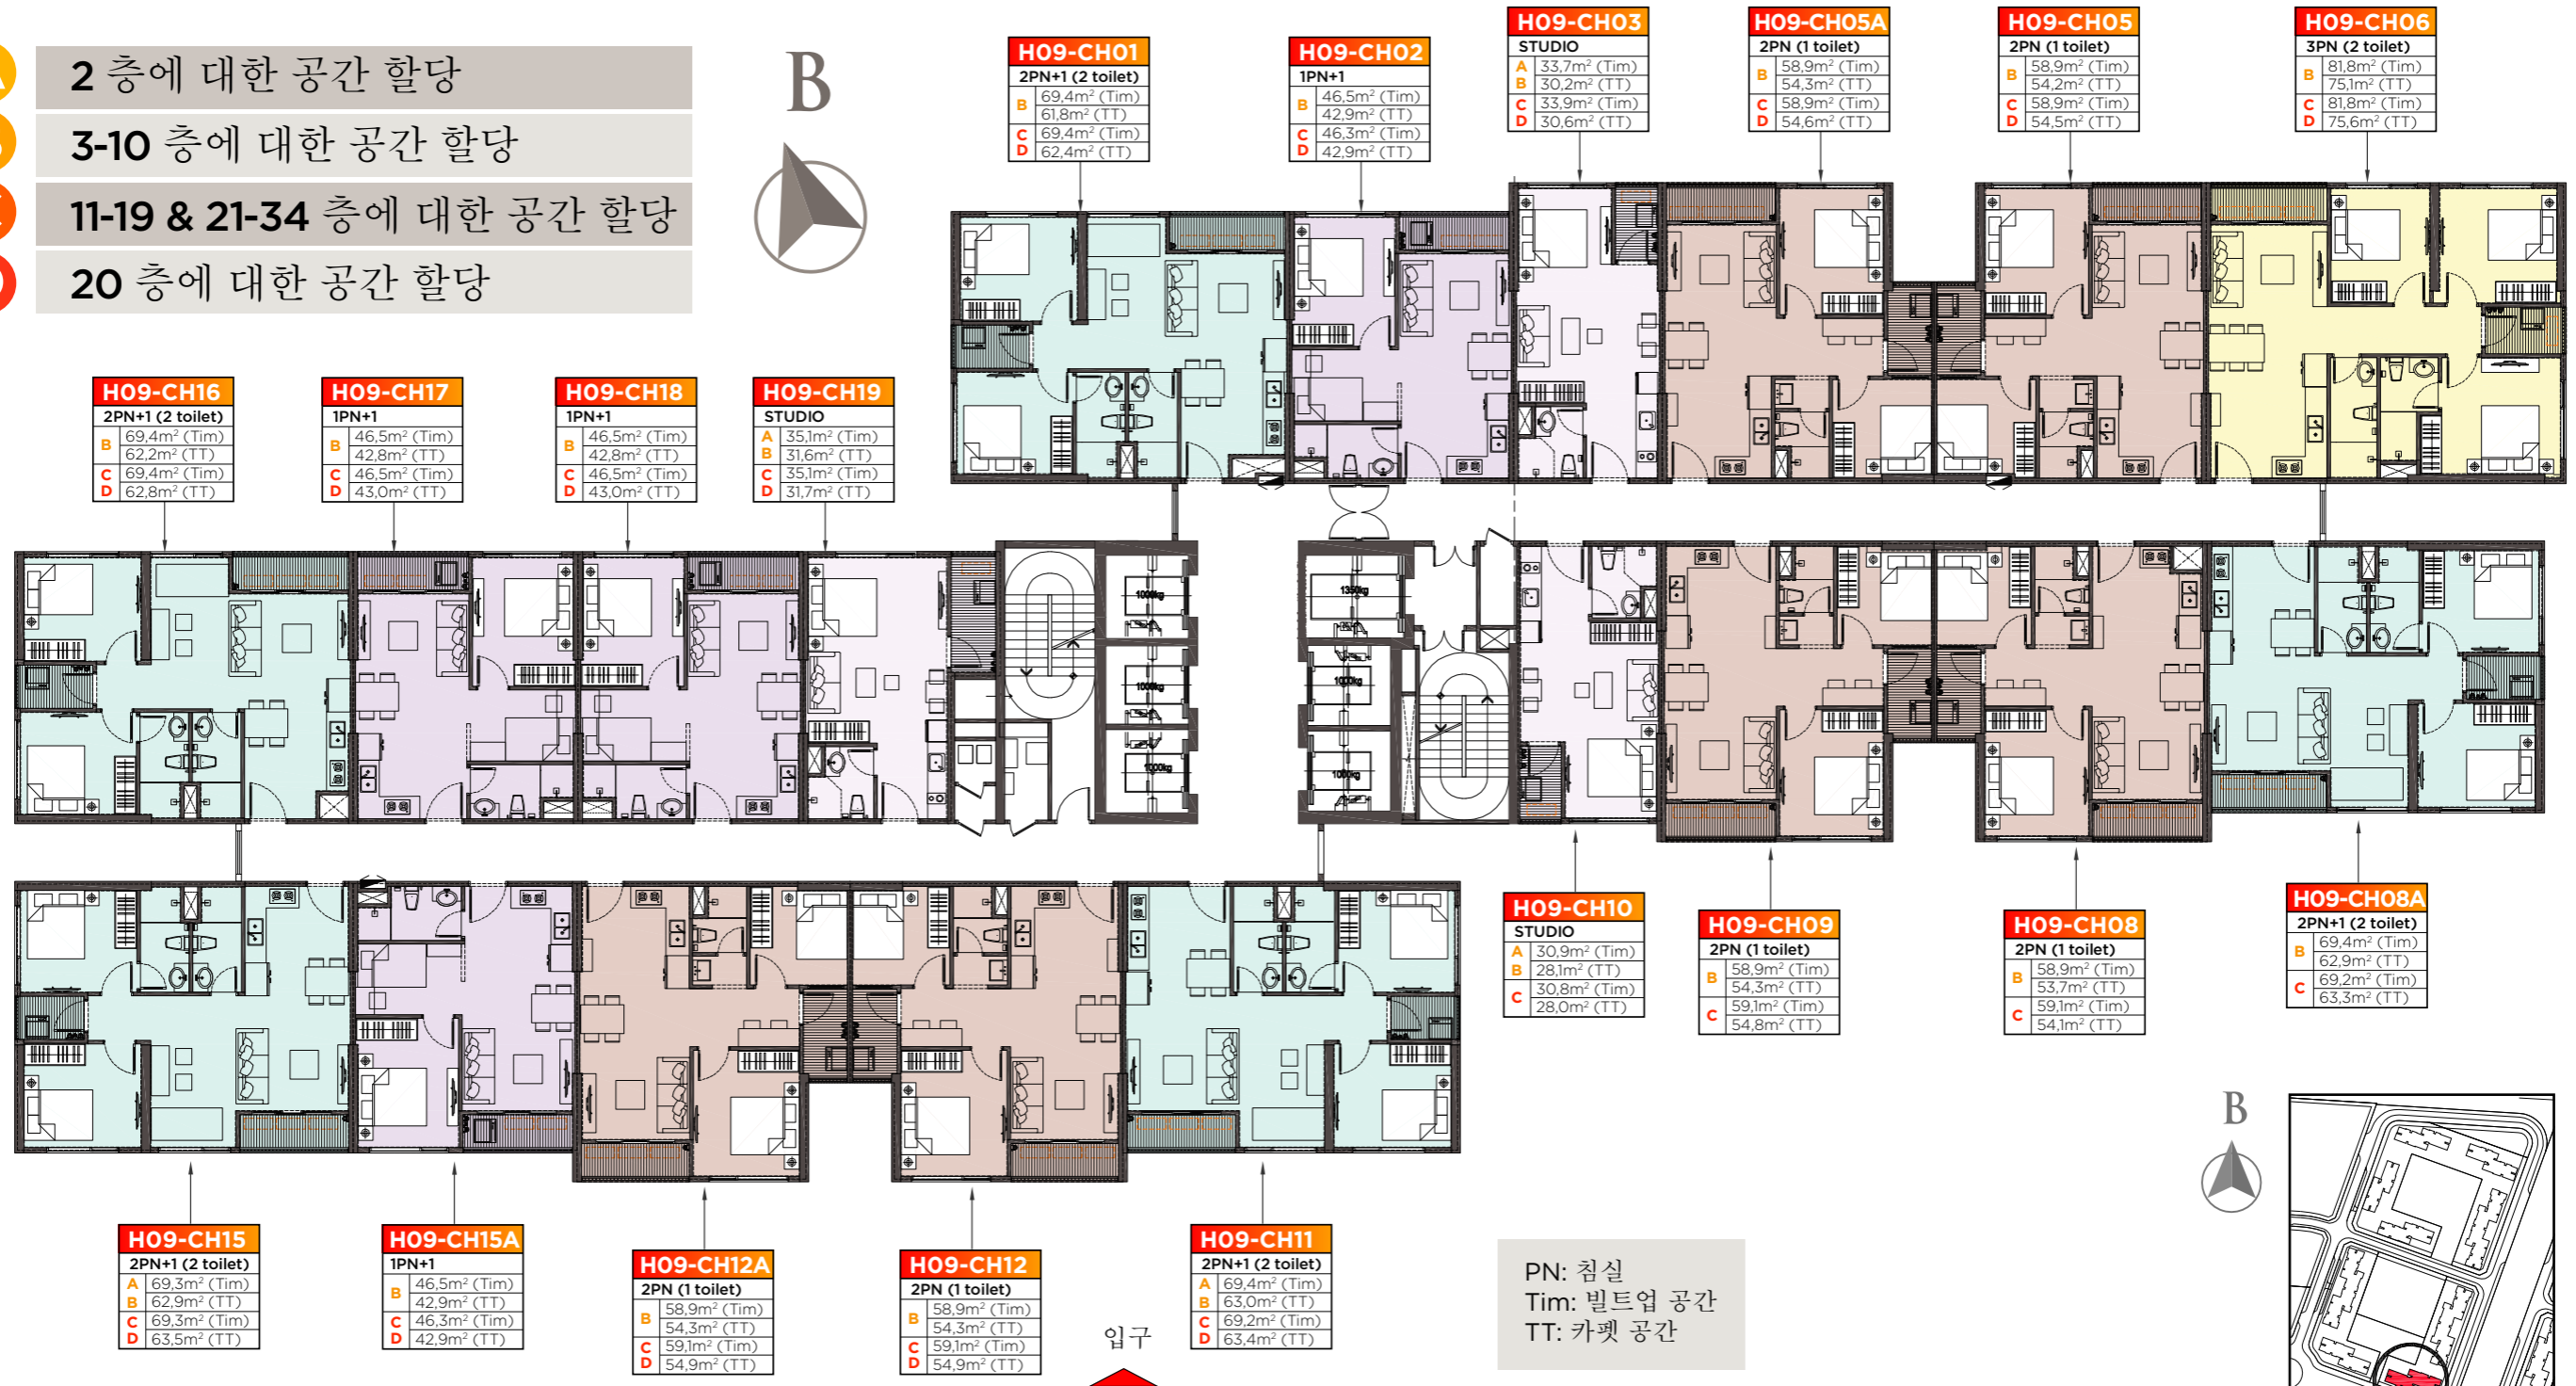 A
2 층에 대한 공간 할당
B
3-10 층에 대한 공간 할당
C
11-19 & 21-34 층에 대한 공간 할당
D
20 층에 대한 공간 할당
B
H09-CH01
2PN+1 (2 toilet)
B 69,4m² (Tim)
61,8m² (TT)
C 69,4m² (Tim)
D 62,4m² (TT)
H09-CH02
1PN+1
B 46,5m² (Tim)
42,9m² (TT)
C 46,3m² (Tim)
D 42,9m² (TT)
H09-CH03
STUDIO
A 33,7m² (Tim)
B 30,2m² (TT)
C 33,9m² (Tim)
D 30,6m² (TT)
H09-CH05A
2PN (1 toilet)
B 58,9m² (Tim)
54,3m² (TT)
C 58,9m² (Tim)
D 54,6m² (TT)
H09-CH05
2PN (1 toilet)
B 58,9m² (Tim)
54,2m² (TT)
C 58,9m² (Tim)
D 54,5m² (TT)
H09-CH06
3PN (2 toilet)
B 81,8m² (Tim)
75,1m² (TT)
C 81,8m² (Tim)
D 75,6m² (TT)
H09-CH16
2PN+1 (2 toilet)
B 69,4m² (Tim)
62,2m² (TT)
C 69,4m² (Tim)
D 62,8m² (TT)
H09-CH17
1PN+1
B 46,5m² (Tim)
42,8m² (TT)
C 46,5m² (Tim)
D 43,0m² (TT)
H09-CH18
1PN+1
B 46,5m² (Tim)
42,8m² (TT)
C 46,5m² (Tim)
D 43,0m² (TT)
H09-CH19
STUDIO
A 35,1m² (Tim)
B 31,6m² (TT)
C 35,1m² (Tim)
D 31,7m² (TT)
1000kg
1350kg
1000kg
1000kg
1000kg
1000kg
H09-CH10
STUDIO
A 30,9m² (Tim)
B 28,1m² (TT)
C 30,8m² (Tim)
28,0m² (TT)
H09-CH09
2PN (1 toilet)
B 58,9m² (Tim)
54,3m² (TT)
C 59,1m² (Tim)
54,8m² (TT)
H09-CH08
2PN (1 toilet)
B 58,9m² (Tim)
53,7m² (TT)
C 59,1m² (Tim)
54,1m² (TT)
H09-CH08A
2PN+1 (2 toilet)
B 69,4m² (Tim)
62,9m² (TT)
C 69,2m² (Tim)
63,3m² (TT)
H09-CH15
2PN+1 (2 toilet)
A 69,3m² (Tim)
B 62,9m² (TT)
C 69,3m² (Tim)
D 63,5m² (TT)
H09-CH15A
1PN+1
B 46,5m² (Tim)
42,9m² (TT)
C 46,3m² (Tim)
D 42,9m² (TT)
H09-CH12A
2PN (1 toilet)
B 58,9m² (Tim)
54,3m² (TT)
C 59,1m² (Tim)
D 54,9m² (TT)
H09-CH12
2PN (1 toilet)
B 58,9m² (Tim)
54,3m² (TT)
C 59,1m² (Tim)
D 54,9m² (TT)
H09-CH11
2PN+1 (2 toilet)
A 69,4m² (Tim)
B 63,0m² (TT)
C 69,2m² (Tim)
D 63,4m² (TT)
입구
PN: 침실
Tim: 빌트업 공간
TT: 카펫 공간
B